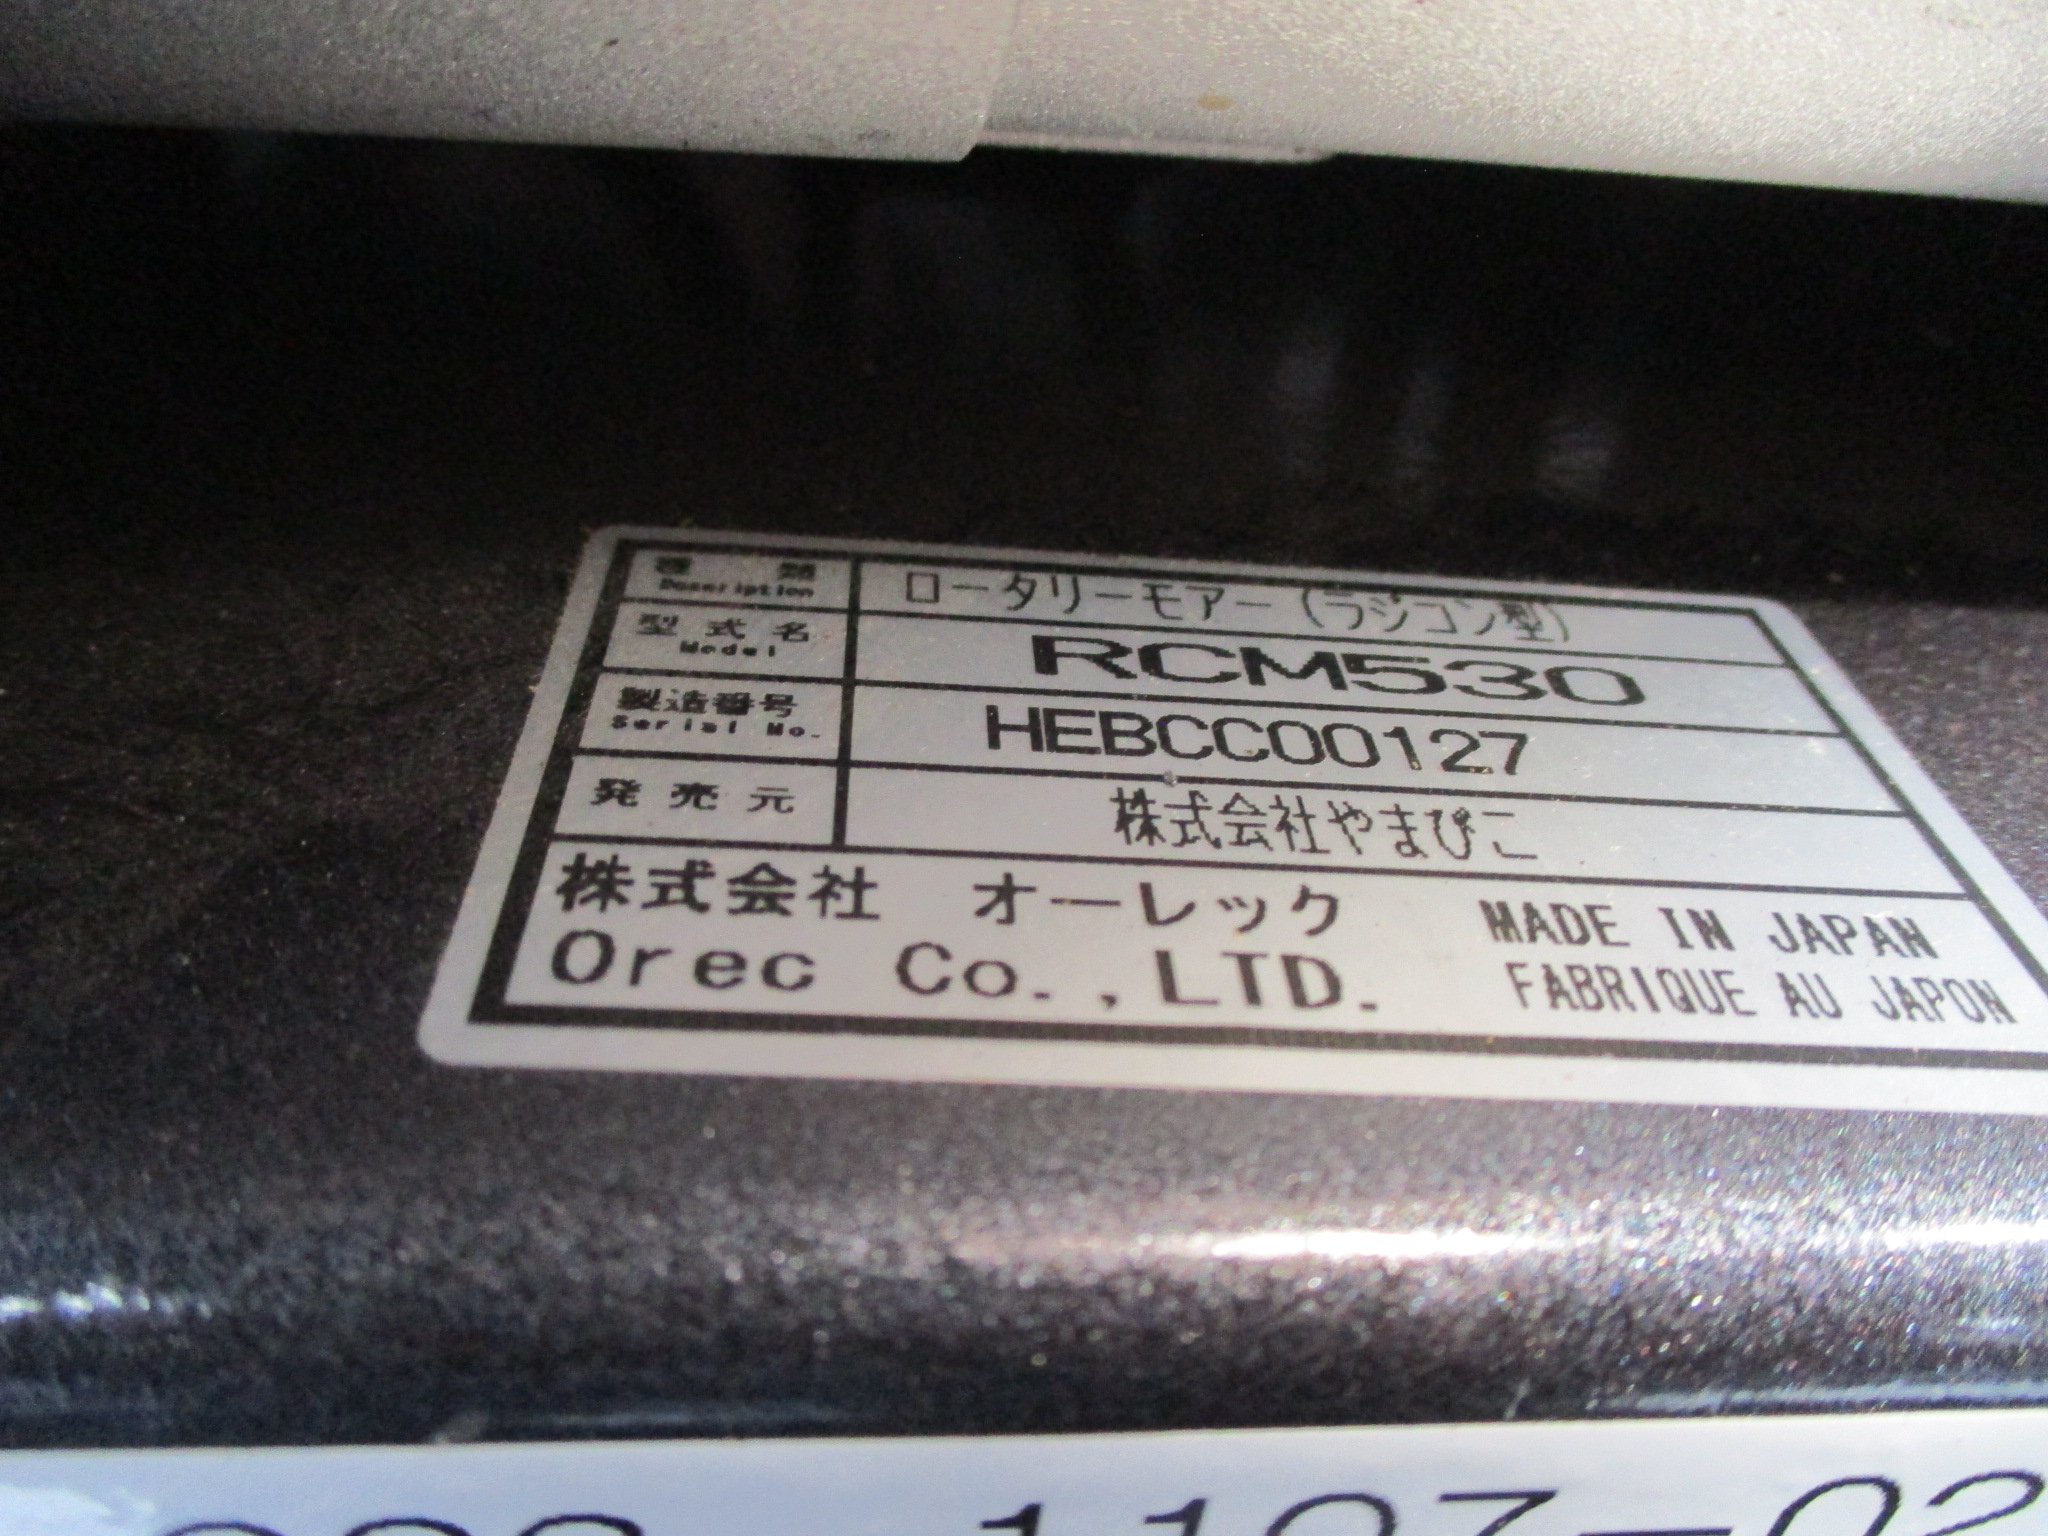 種類 ロータリーモアー(ラジコン型)
Description
型式名 RCM530
Model
製造番号 HEBCC00127
Serial No.
発売元 株式会社やまびこ
株式会社 オーレック MADE IN JAPAN
Orec Co.,LTD. FABRIQUE AU JAPON